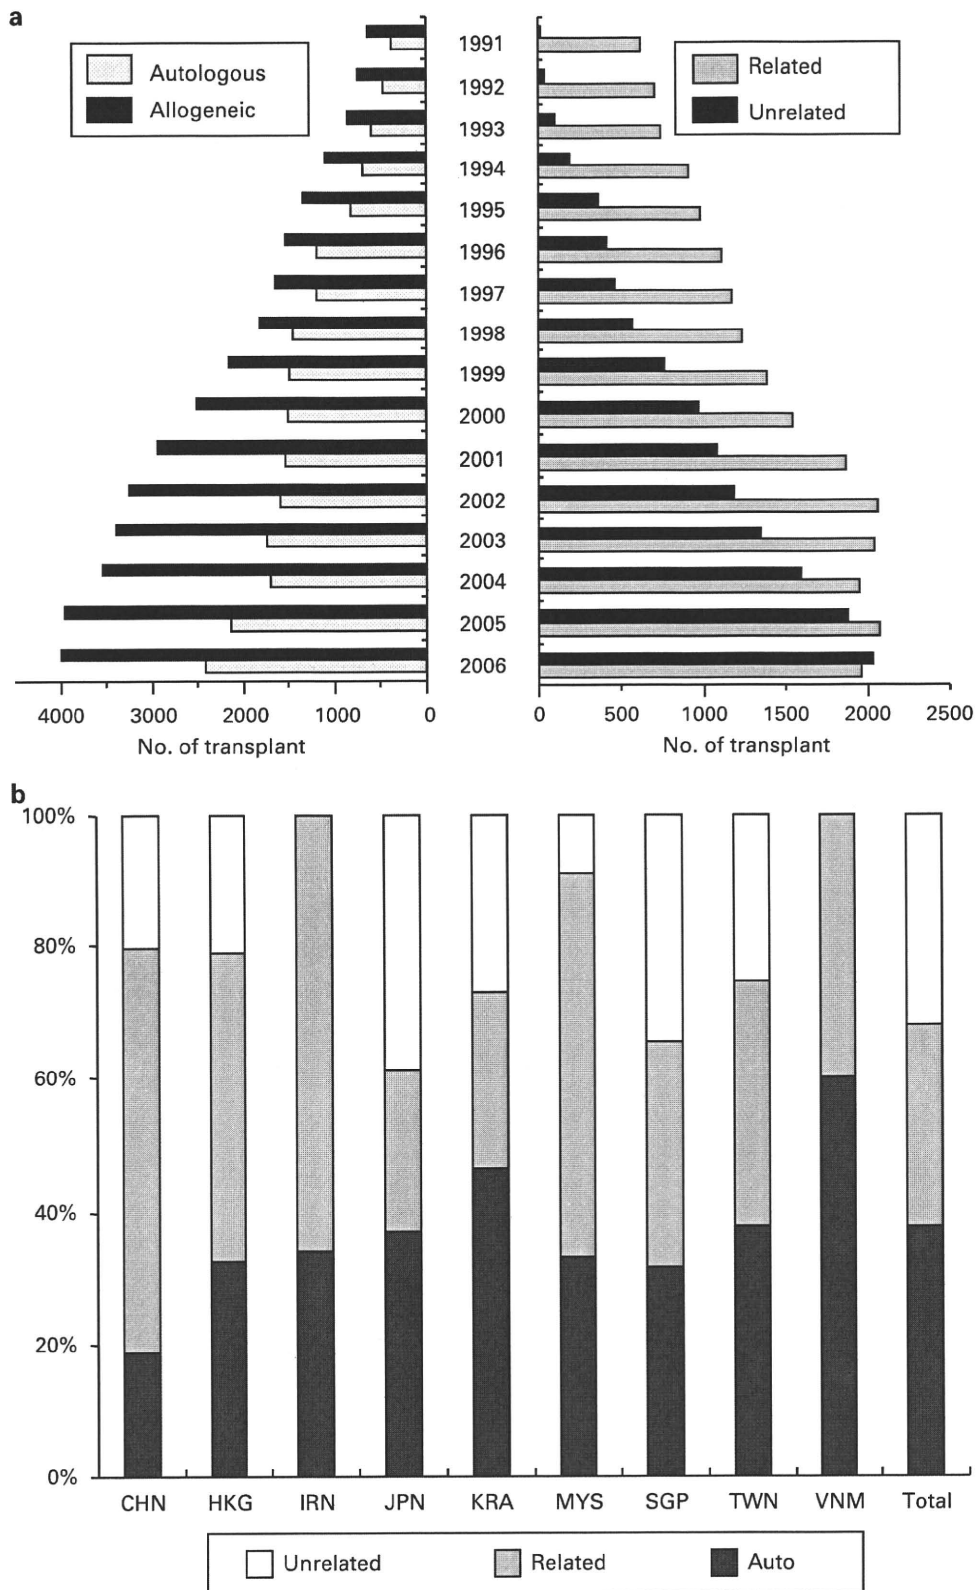 a
Autologous
Allogeneic
Related
Unrelated
1991
1992
1993
1994
1995
1996
1997
1998
1999
2000
2001
2002
2003
2004
2005
2006
4000 3000 2000 1000 0
0 500 1000 1500 2000 2500
No. of transplant
No. of transplant
b
100%
80%
60%
40%
20%
0%
CHN HKG IRN JPN KRA MYS SGP TWN VNM Total
Unrelated Related Auto